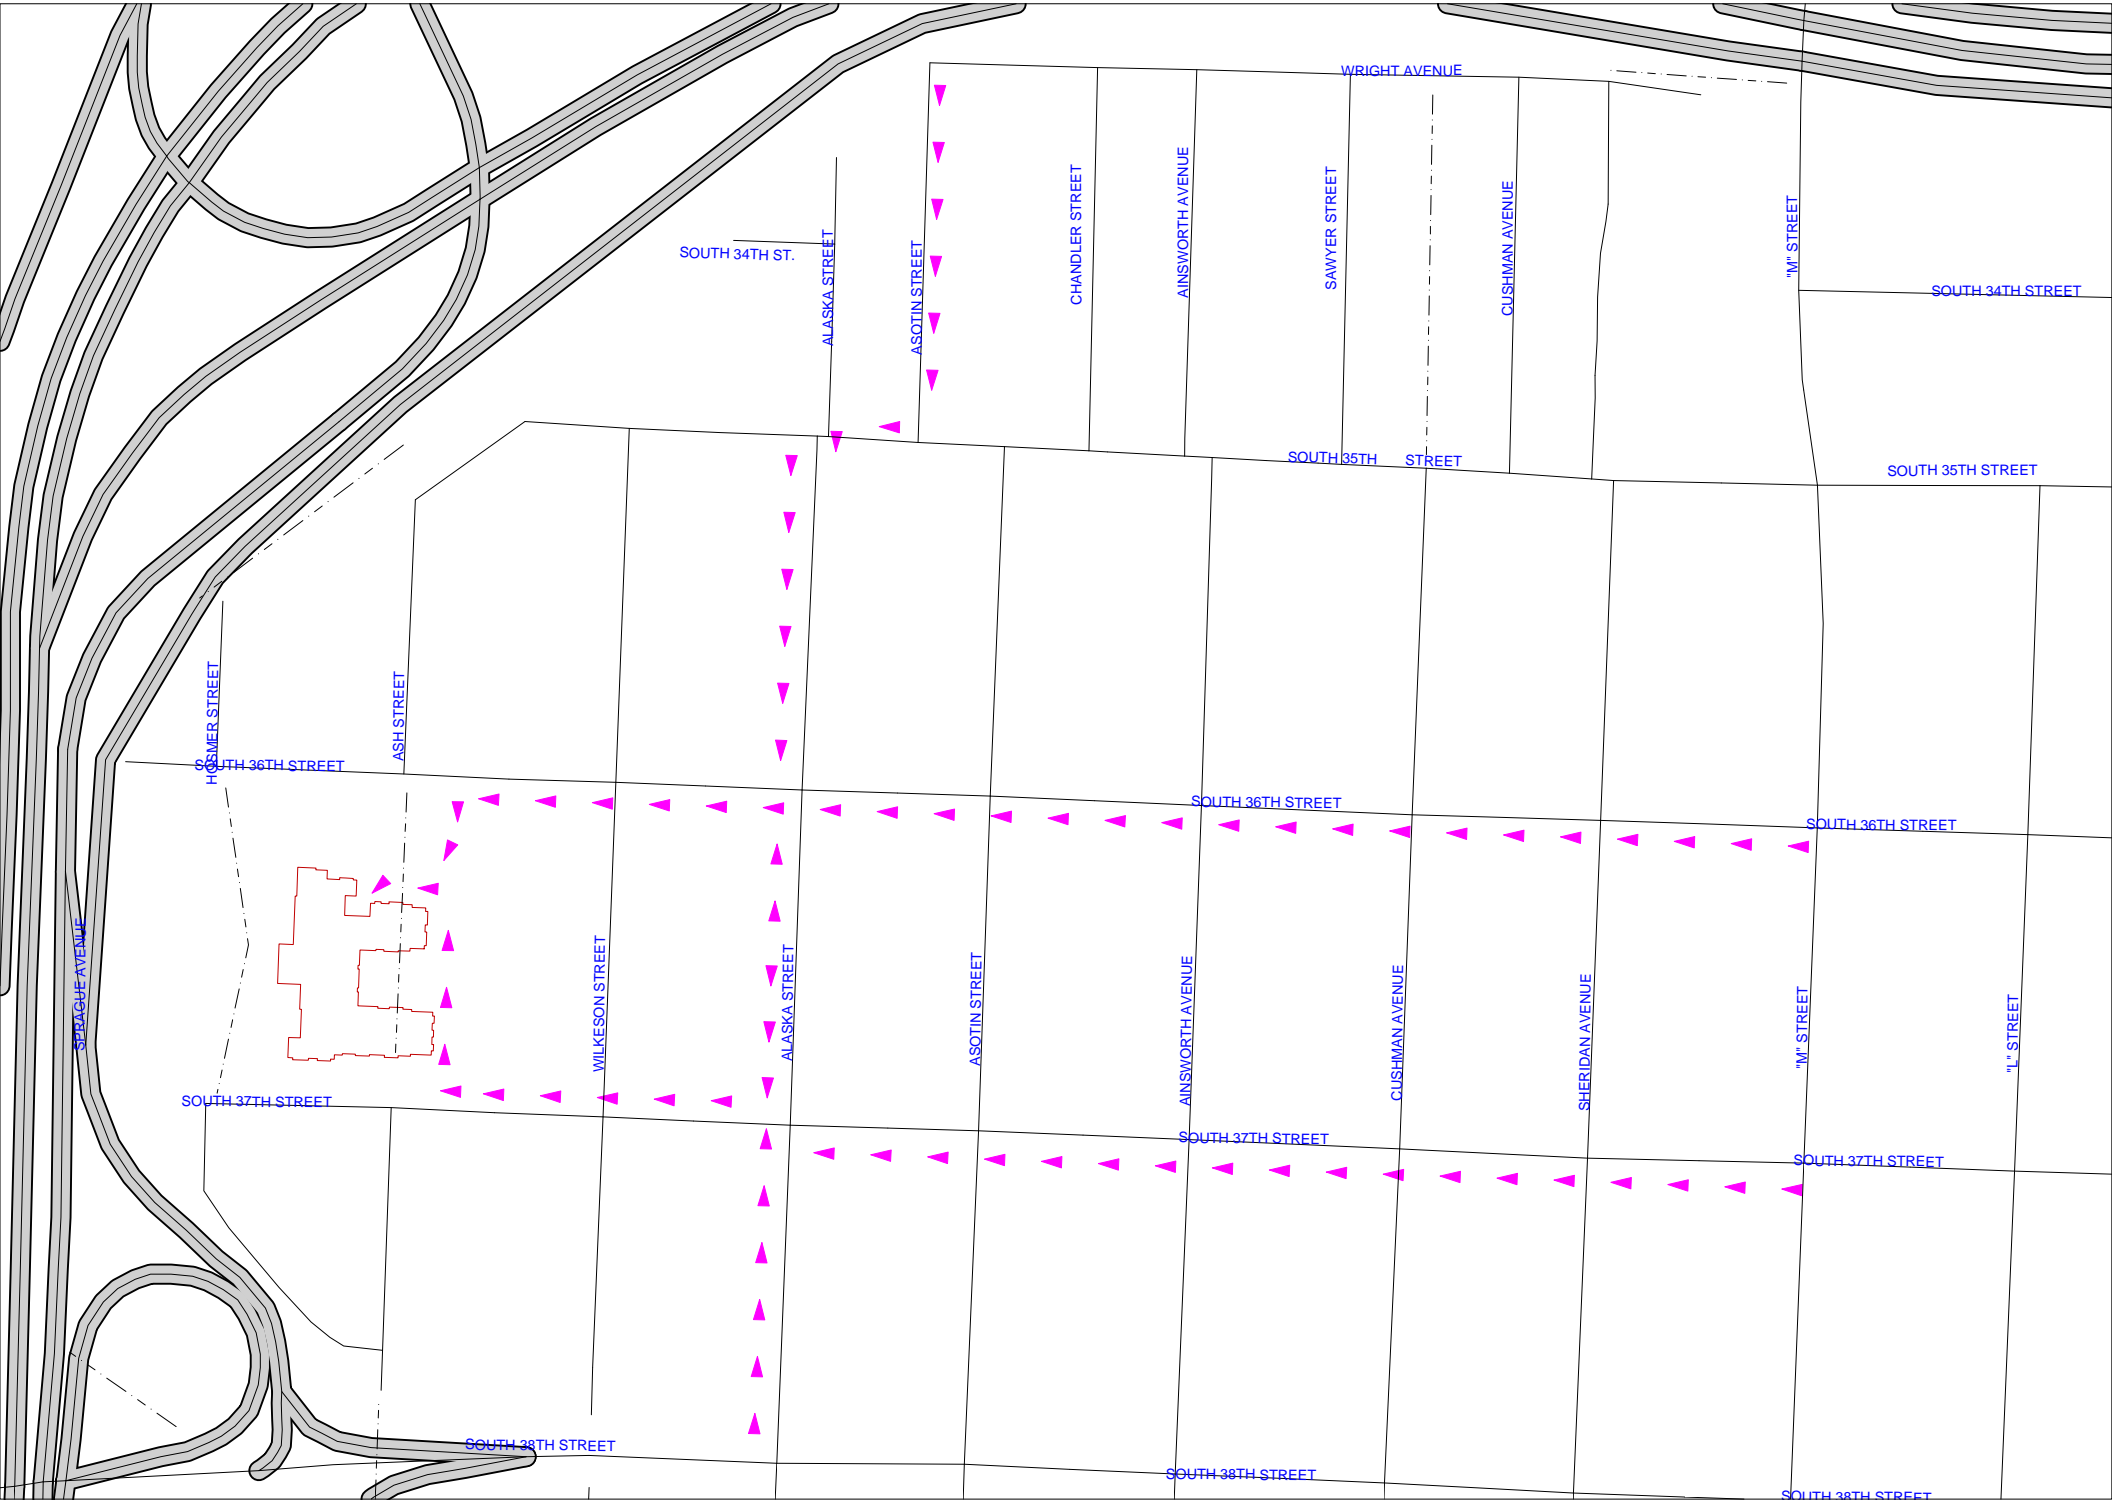 WRIGHT AVENUE
CHANDLER STREET
AINSWORTH AVENUE
SAWYER STREET
CUSHMAN AVENUE
"M" STREET
SOUTH 34TH ST.
ALASKA STREET
ASOTIN STREET
SOUTH 34TH STREET
SOUTH 35TH STREET
SOUTH 35TH STREET
HOSMER STREET
ASH STREET
SOUTH 36TH STREET
SOUTH 36TH STREET
SOUTH 36TH STREET
SPRAGUE AVENUE
WILKESON STREET
ALASKA STREET
ASOTIN STREET
AINSWORTH AVENUE
CUSHMAN AVENUE
SHERIDAN AVENUE
"M" STREET
"L" STREET
SOUTH 37TH STREET
SOUTH 37TH STREET
SOUTH 37TH STREET
SOUTH 38TH STREET
SOUTH 38TH STREET
SOUTH 38TH STREET